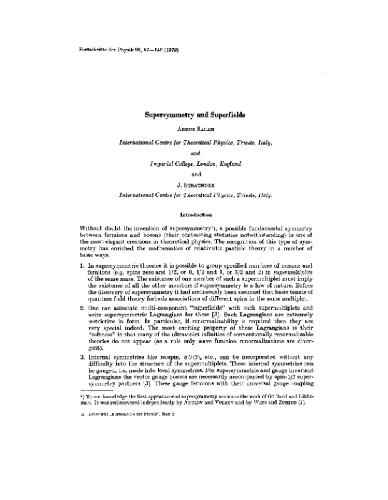 Fortschritte der Physik 26, 57— (1978)
Supersymmetry and Superfields
Abdus Salam
International Centre for Theoretical Physics, Trieste, Italy,
and
Imperial College, London, England
and
J. Strathdee
International Centre for Theoretical Physics, Trieste, Italy,
Introduction
Without doubt the invention of supersymmetry¹), a possible fundamental symmetry
between fermions and bosons (their contrasting statistics notwithstanding) is one of
the most elegant creations in theoretical physics. The recognition of this type of sym-
metry has enriched the mathematics of relativistic particle theory in a number of
basic ways.
1. In supersymmetric theories it is possible to group specified numbers of bosons and
fermions (e.g. spins zero and 1/2, or 0, 1/2 and 1, or 3/2 and 2) in supermultiplets
of the same mass. The existence of one member of such a supermultiplet must imply
the existence of all the other members if supersymmetry is a law of nature. Before
the discovery of supersymmetry it had erroneously been assumed that basic tenets of
quantum field theory forbade associations of different spins in the same multiplet.
2. One can associate multi-component "superfields" with such supermultiplets and
write supersymmetric Lagrangians for these [2]. Such Lagrangians are extremely
restrictive in form. In particular, if renormalisability is required then they are
very special indeed. The most exciting property of these Lagrangians is their
"softness" in that many of the ultraviolet infinities of conventionally renormalisable
theories do not appear (as a rule only wave function renormalisations are diver-
gent).
3. Internal symmetries like isospin, (3), etc., can be incorporated without any
difficulty into the structure of the supermultiplets. These internal symmetries can
be gauged, i.e. made into local symmetries. For supersymmetric and gauge invariant
Lagrangians the vector gauge bosons are necessarily accompanied by spin-1/2 super-
symmetry partners [3]. These gauge fermions with their universal gauge coupling
¹) To our knowledge the first appearance of supersymmetry was in the work of Gol'fand and Likht-
man. It was rediscovered independently by Akulov and Volkov and by Wess and Zumino [1].
"Fortschritte der Physik", Heft 2